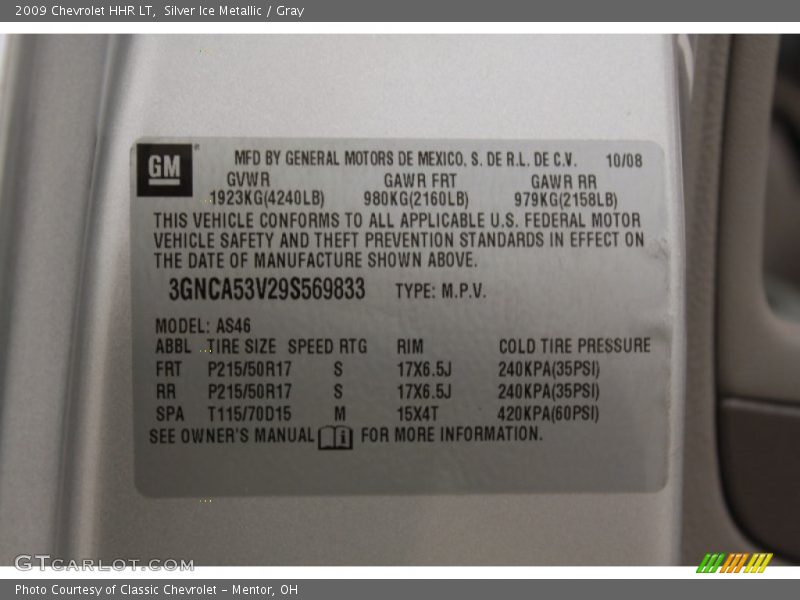 2009 Chevrolet HHR LT, Silver Ice Metallic / Gray
GM
MFD BY GENERAL MOTORS DE MEXICO, S. DE R.L. DE C.V. 10/08
GVWR GAWR FRT GAWR RR
1923KG(4240LB) 980KG(2160LB) 979KG(2158LB)
THIS VEHICLE CONFORMS TO ALL APPLICABLE U.S. FEDERAL MOTOR
VEHICLE SAFETY AND THEFT PREVENTION STANDARDS IN EFFECT ON
THE DATE OF MANUFACTURE SHOWN ABOVE.
3GNCA53V29S569833 TYPE: M.P.V.
MODEL: AS46
ABBL TIRE SIZE SPEED RTG RIM COLD TIRE PRESSURE
FRT P215/50R17 S 17X6.5J 240KPA(35PSI)
RR P215/50R17 S 17X6.5J 240KPA(35PSI)
SPA T115/70D15 M 15X4T 420KPA(60PSI)
SEE OWNER'S MANUAL FOR MORE INFORMATION.
GTCARLOT.COM
Photo Courtesy of Classic Chevrolet - Mentor, OH